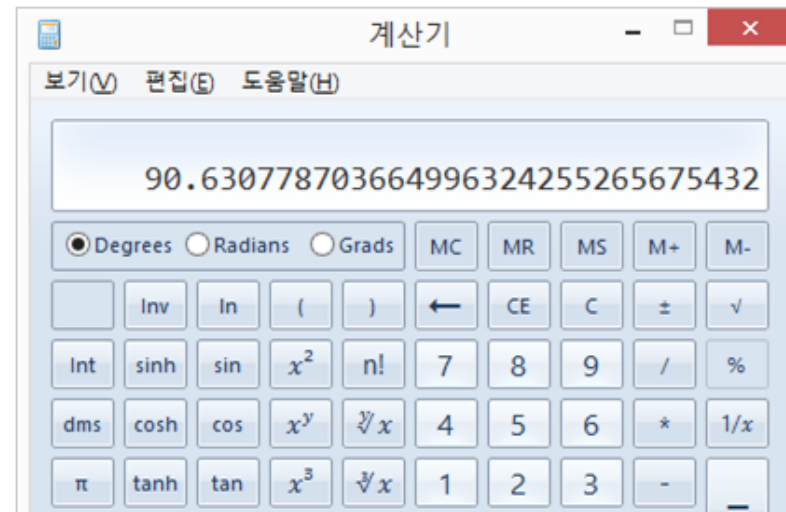 계산기
보기(V) 편집(E) 도움말(H)
90.630778703664996324255265675432
Degrees Radians Grads MC MR MS M+ M-
Inv In ( ) ← CE C ± √
Int sinh sin x² n! 7 8 9 / %
dms cosh cos xʸ ʸ√x 4 5 6 * 1/x
π tanh tan x³ ³√x 1 2 3 -